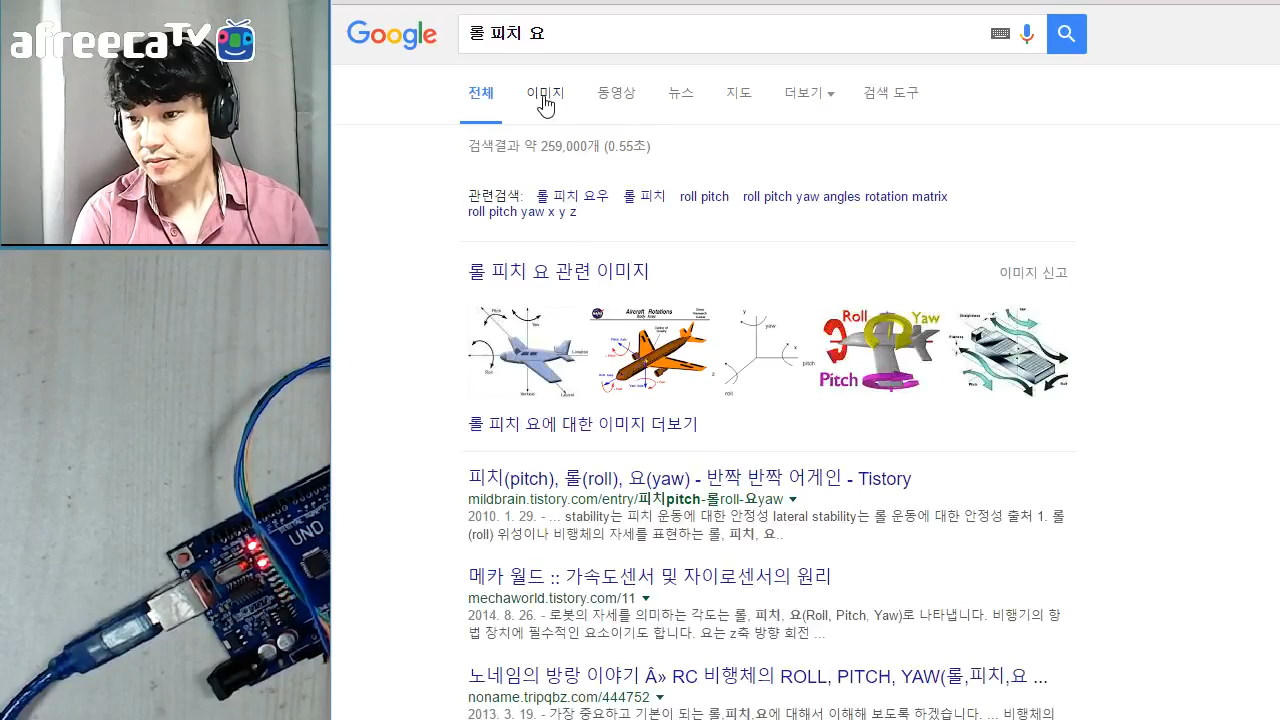 afreecaTV
Google
롤 피치 요
전체
이미지
동영상
뉴스
지도
더보기
검색 도구
검색결과 약 259,000개 (0.55초)
관련검색: 롤 피치 요우 롤 피치 roll pitch roll pitch yaw angles rotation matrix
roll pitch yaw x y z
롤 피치 요 관련 이미지
이미지 신고
Pitch
Yaw
Roll
Aircraft Rotations
Body Axes
y
yaw
x
pitch
z
roll
Roll
Yaw
Pitch
롤 피치 요에 대한 이미지 더보기
피치(pitch), 롤(roll), 요(yaw) - 반짝 반짝 어게인 - Tistory
mildbrain.tistory.com/entry/피치pitch-롤roll-요yaw
2010. 1. 29. - ... stability는 피치 운동에 대한 안정성 lateral stability는 롤 운동에 대한 안정성 출처 1. 롤
(roll) 위성이나 비행체의 자세를 표현하는 롤, 피치, 요..
메카 월드 :: 가속도센서 및 자이로센서의 원리
mechaworld.tistory.com/11
2014. 8. 26. - 로봇의 자세를 의미하는 각도는 롤, 피치, 요(Roll, Pitch, Yaw)로 나타냅니다. 비행기의 항
법 장치에 필수적인 요소이기도 합니다. 요는 z축 방향 회전 ...
노네임의 방랑 이야기 Â» RC 비행체의 ROLL, PITCH, YAW(롤,피치,요 ...
noname.tripqbz.com/444752
2013. 3. 19. - 가장 중요하고 기본이 되는 롤,피치,요에 대해서 이해해 보도록 하겠습니다. ... 비행체의
UNO